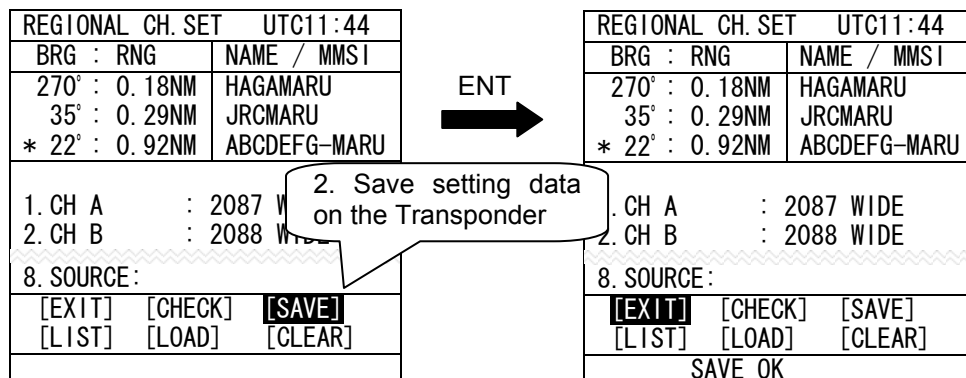 REGIONAL CH.SET UTC11:44
BRG : RNG NAME / MMSI
270°: 0.18NM HAGAMARU
35°: 0.29NM JRCMARU
* 22°: 0.92NM ABCDEFG-MARU
1.CH A : 2087
2.CH B : 2088
8.SOURCE:
[EXIT] [CHECK] [SAVE]
[LIST] [LOAD] [CLEAR]
ENT
2. Save setting data
on the Transponder
REGIONAL CH.SET UTC11:44
BRG : RNG NAME / MMSI
270°: 0.18NM HAGAMARU
35°: 0.29NM JRCMARU
* 22°: 0.92NM ABCDEFG-MARU
.CH A : 2087 WIDE
2.CH B : 2088 WIDE
8.SOURCE:
[EXIT] [CHECK] [SAVE]
[LIST] [LOAD] [CLEAR]
SAVE OK